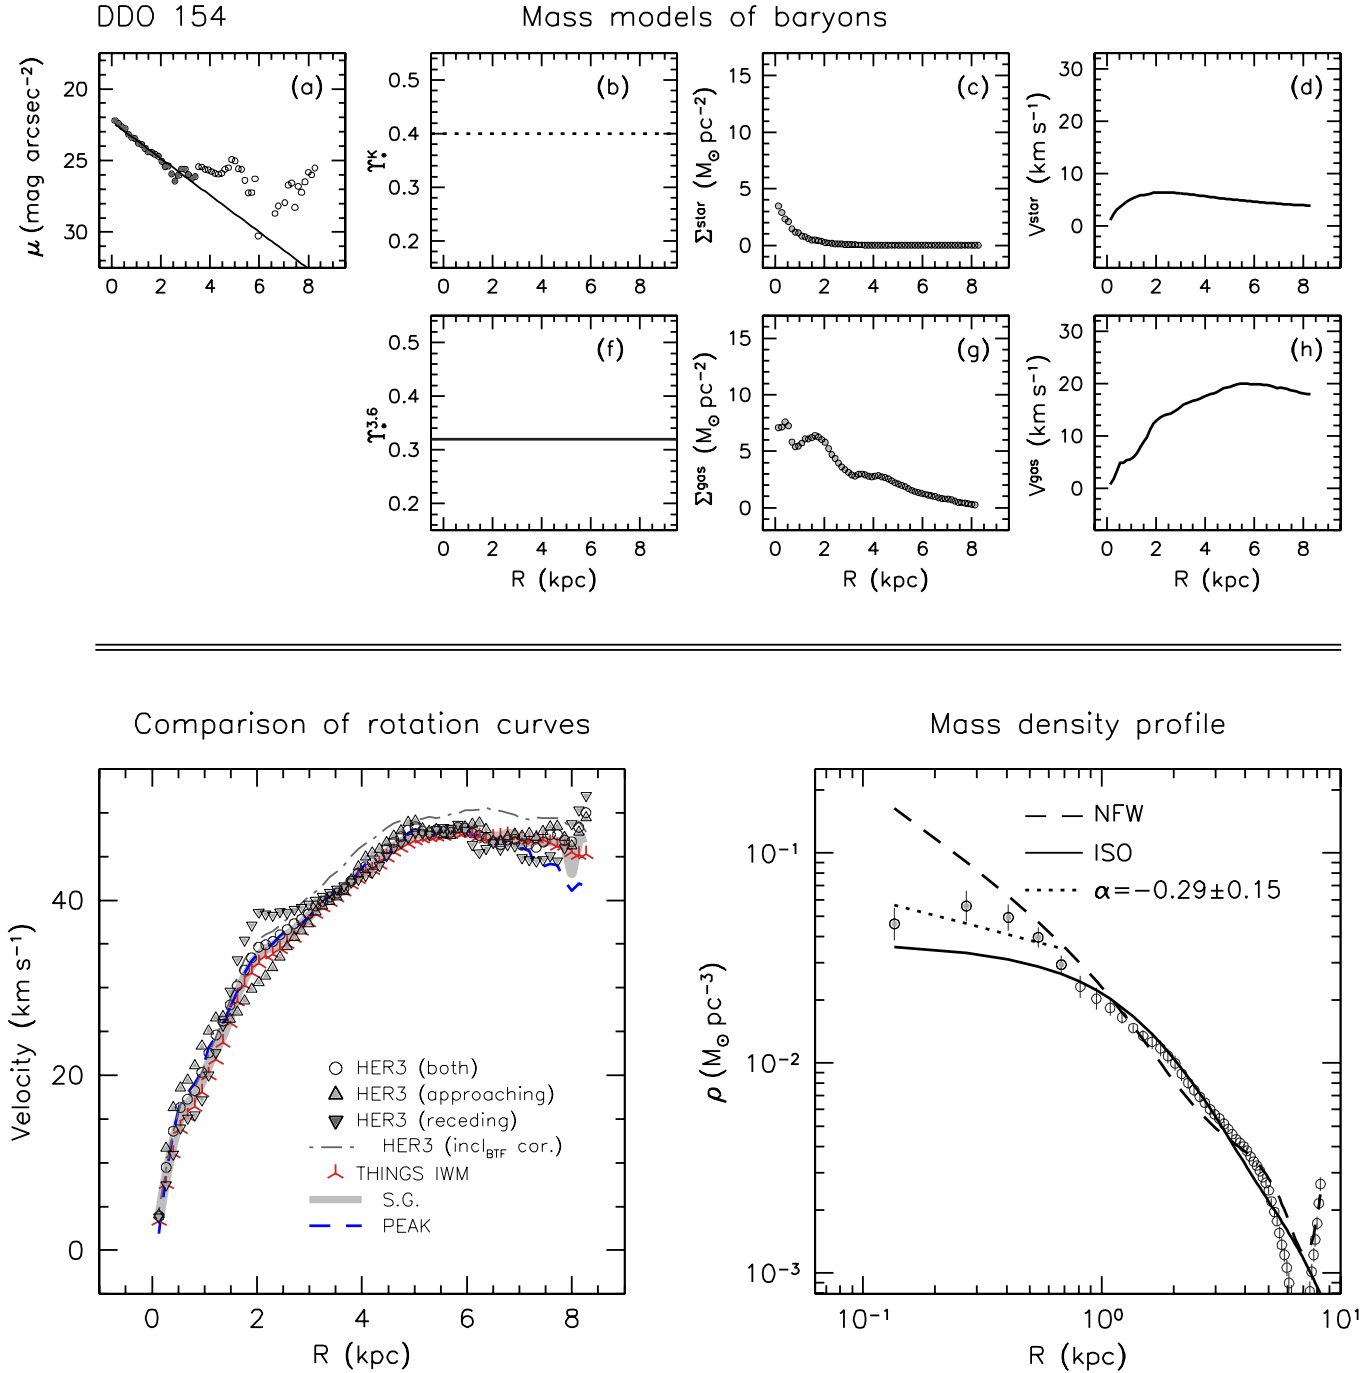 DDO 154 Mass models of baryons
(a) (b) (c) (d)
μ (mag arcsec−2)
20
25
30
0 2 4 6 8
ϒ⋆K
0.5
0.4
0.3
0.2
0 2 4 6 8
Σstar (M⊙ pc−2)
15
10
5
0
0 2 4 6 8
Vstar (km s−1)
30
20
10
0
0 2 4 6 8
(f) (g) (h)
ϒ⋆3.6
0.5
0.4
0.3
0.2
0 2 4 6 8
R (kpc)
Σgas (M⊙ pc−2)
15
10
5
0
0 2 4 6 8
R (kpc)
Vgas (km s−1)
30
20
10
0
0 2 4 6 8
R (kpc)
Comparison of rotation curves
Velocity (km s−1)
40
20
0
HER3 (both)
HER3 (approaching)
HER3 (receding)
HER3 (inclBTF cor.)
THINGS IWM
S.G.
PEAK
0 2 4 6 8
R (kpc)
Mass density profile
NFW
ISO
α=−0.29±0.15
ρ (M⊙ pc−3)
10−1
10−2
10−3
10−1 100 101
R (kpc)